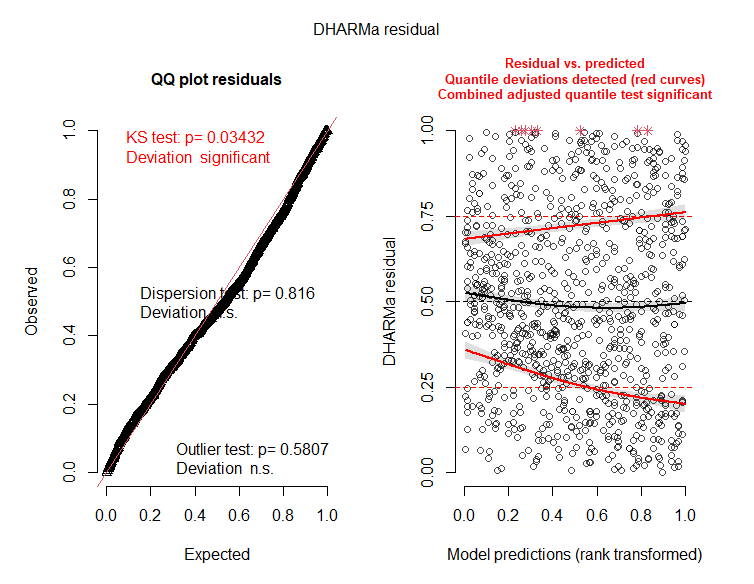 DHARMa residual
QQ plot residuals
KS test: p= 0.03432
Deviation significant
Dispersion test: p= 0.816
Deviation n.s.
Outlier test: p= 0.5807
Deviation n.s.
Observed
0.0 0.2 0.4 0.6 0.8 1.0
0.0 0.2 0.4 0.6 0.8 1.0
Expected
Residual vs. predicted
Quantile deviations detected (red curves)
Combined adjusted quantile test significant
DHARMa residual
0.00 0.25 0.50 0.75 1.00
0.0 0.2 0.4 0.6 0.8 1.0
Model predictions (rank transformed)